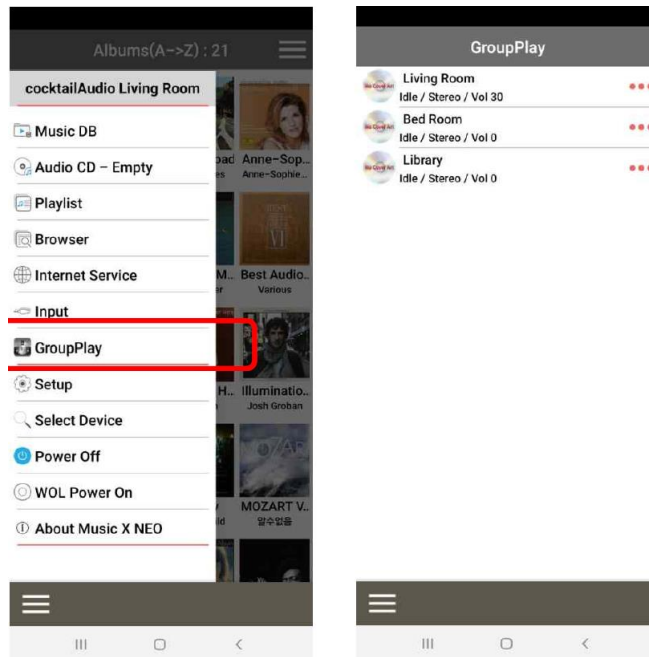 Albums(A->Z) : 21
cocktailAudio Living Room
Music DB
Audio CD - Empty
Playlist
Browser
Internet Service
Input
GroupPlay
Setup
Select Device
Power Off
WOL Power On
About Music X NEO
Anne-Sop..
Anne-Sophie..
Best Audio..
Various
Illuminatio..
Josh Groban
MOZART V..
알수없음
GroupPlay
Living Room
Idle / Stereo / Vol 30
Bed Room
Idle / Stereo / Vol 0
Library
Idle / Stereo / Vol 0